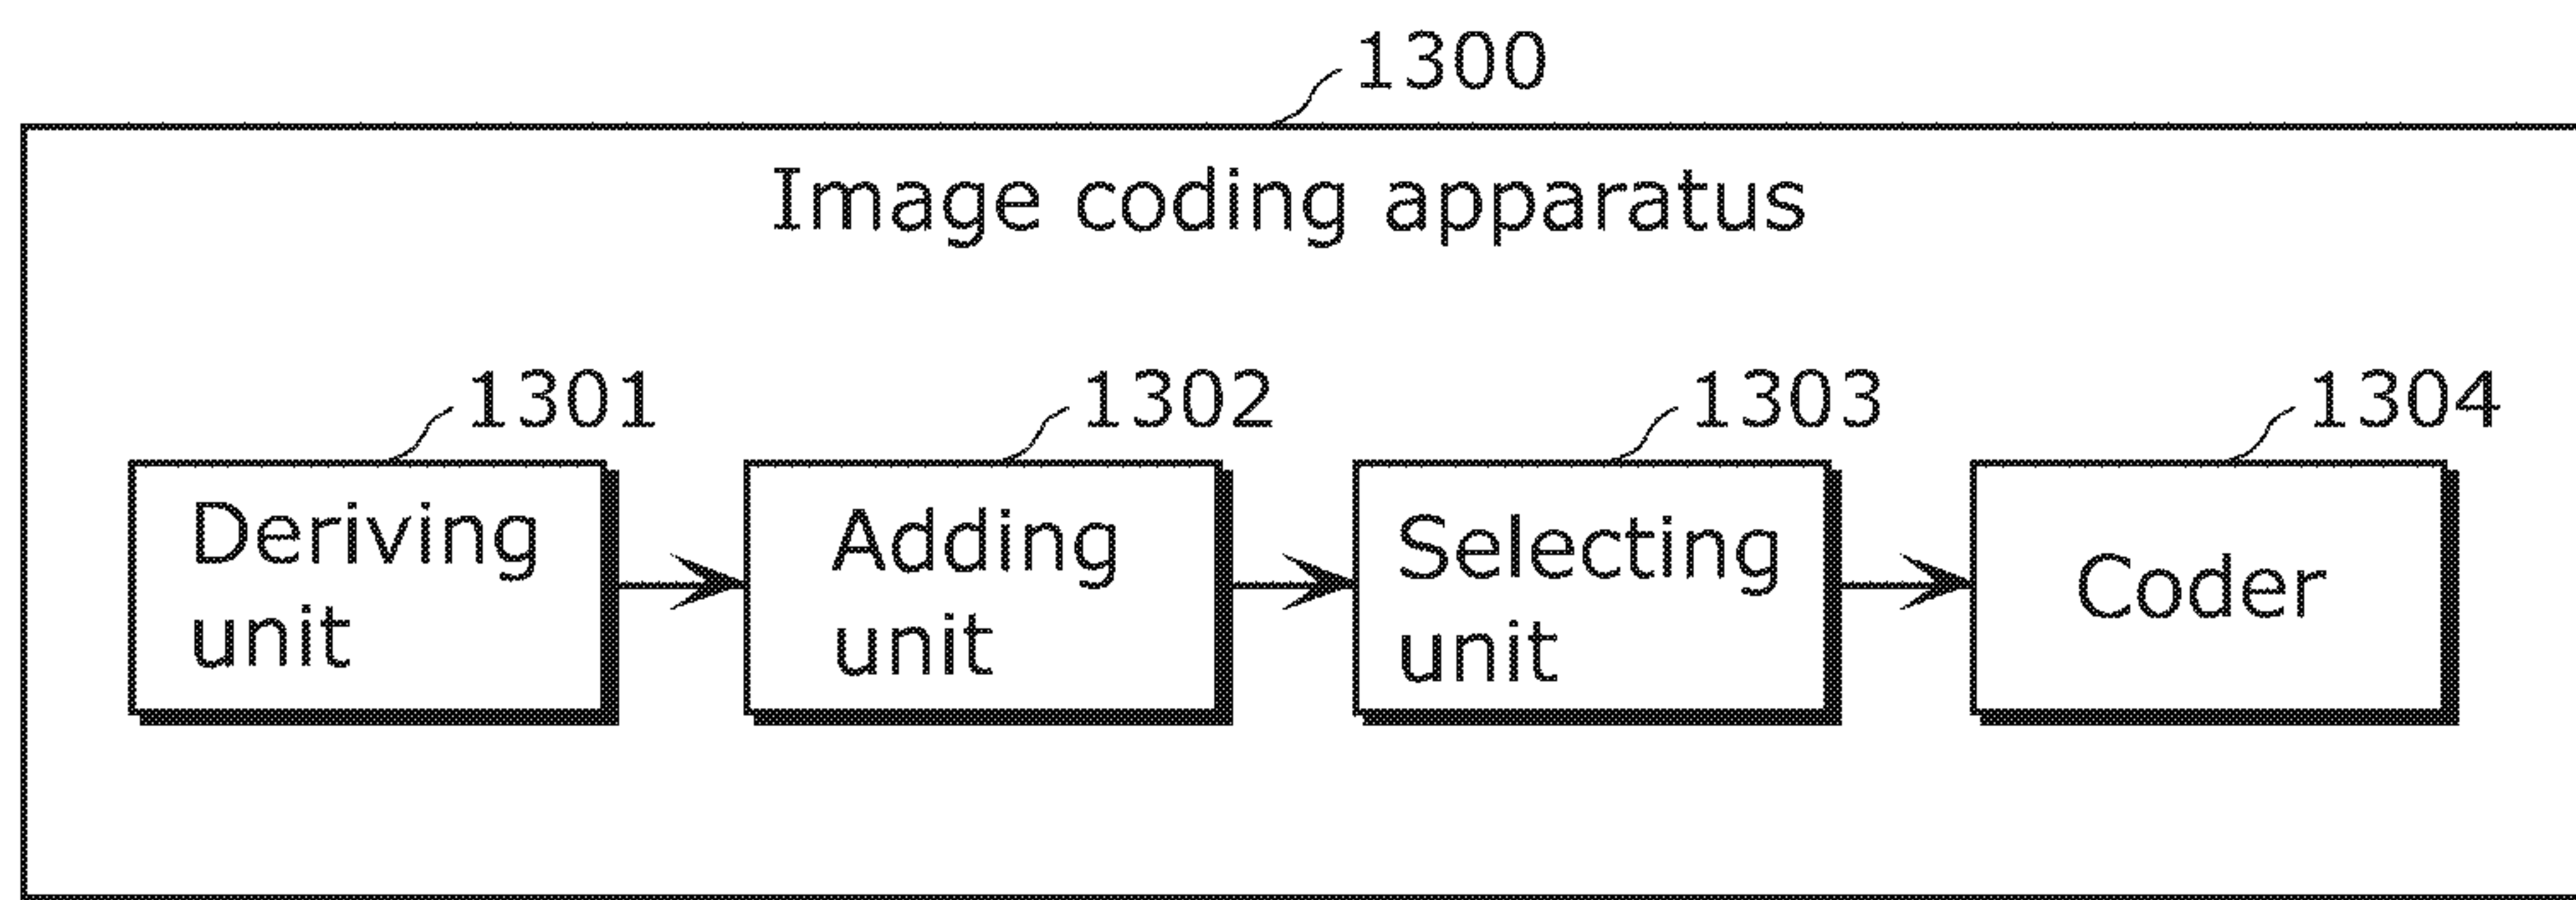 1300
Image coding apparatus
1301
Deriving
unit
1302
Adding
unit
1303
Selecting
unit
1304
Coder